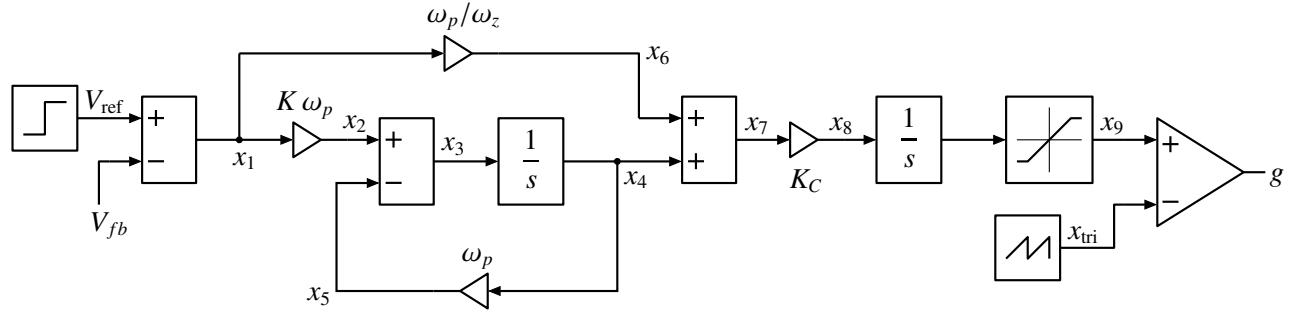 ω_p/ω_z
x_6
V_ref
+
−
V_fb
x_1
K ω_p
x_2
+
−
x_3
1/s
x_4
ω_p
x_5
+
+
x_7
K_C
x_8
1/s
x_9
x_tri
+
−
g